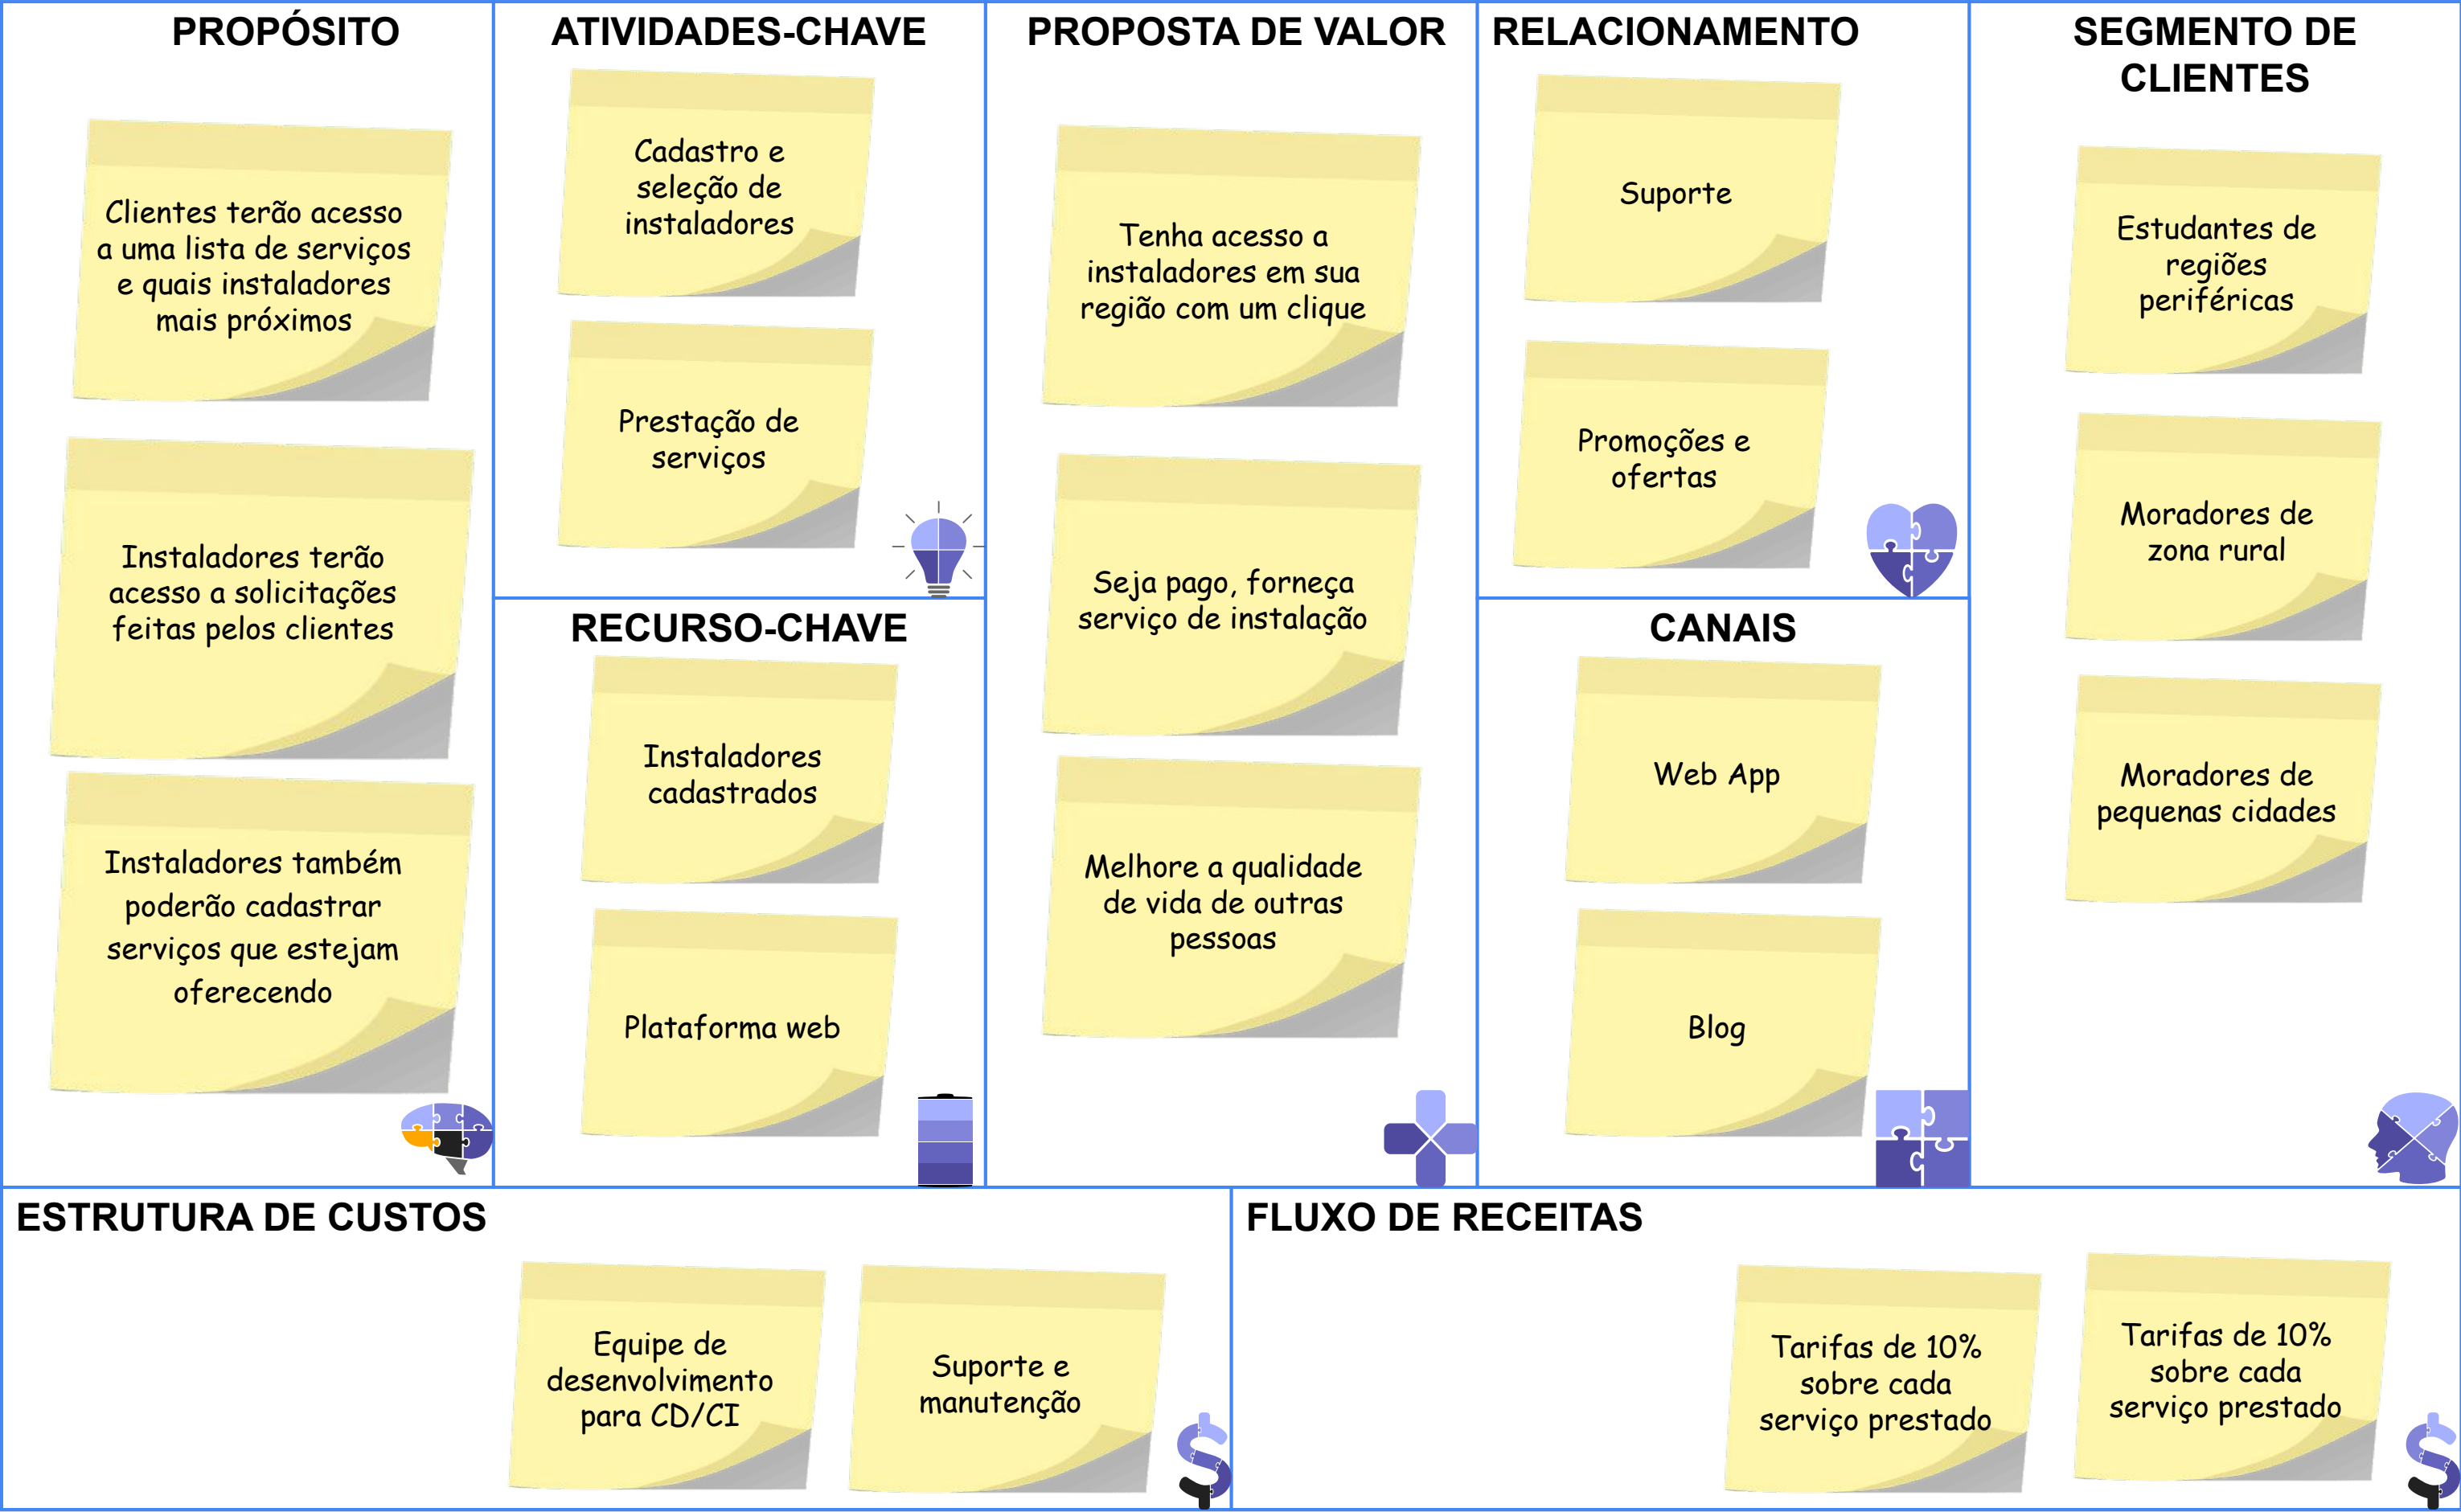 PROPÓSITO
Clientes terão acesso
a uma lista de serviços
e quais instaladores
mais próximos
Instaladores terão
acesso a solicitações
feitas pelos clientes
Instaladores também
poderão cadastrar
serviços que estejam
oferecendo
ATIVIDADES-CHAVE
Cadastro e
seleção de
instaladores
Prestação de
serviços
RECURSO-CHAVE
Instaladores
cadastrados
Plataforma web
PROPOSTA DE VALOR
Tenha acesso a
instaladores em sua
região com um clique
Seja pago, forneça
serviço de instalação
Melhore a qualidade
de vida de outras
pessoas
RELACIONAMENTO
Suporte
Promoções e
ofertas
CANAIS
Web App
Blog
SEGMENTO DE
CLIENTES
Estudantes de
regiões
periféricas
Moradores de
zona rural
Moradores de
pequenas cidades
ESTRUTURA DE CUSTOS
Equipe de
desenvolvimento
para CD/CI
Suporte e
manutenção
FLUXO DE RECEITAS
Tarifas de 10%
sobre cada
serviço prestado
Tarifas de 10%
sobre cada
serviço prestado